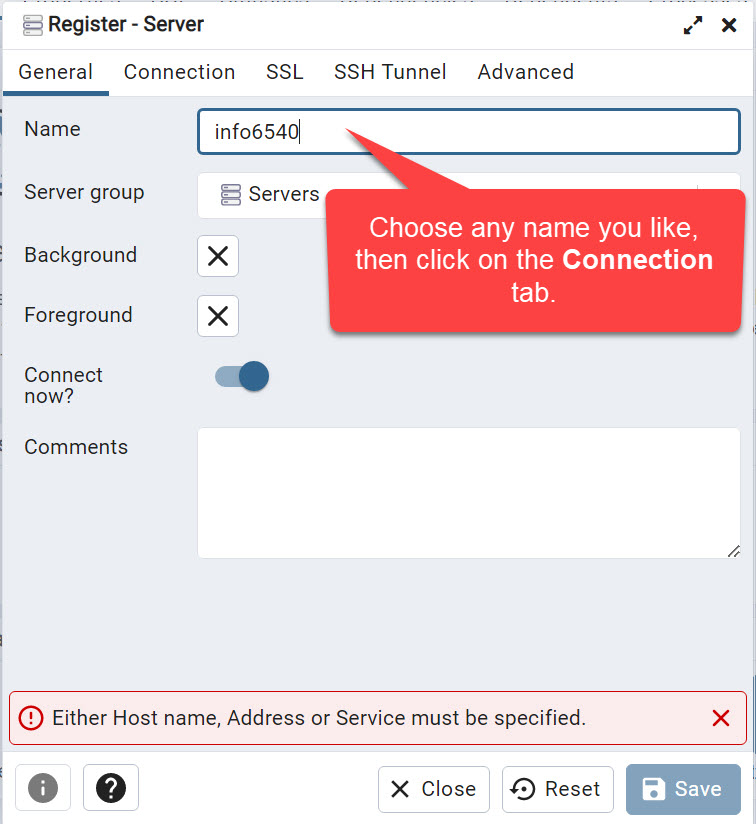 Register - Server
General Connection SSL SSH Tunnel Advanced
Name
info6540
Server group
Servers
Choose any name you like,
then click on the Connection
tab.
Background
Foreground
Connect
now?
Comments
Either Host name, Address or Service must be specified.
Close
Reset
Save